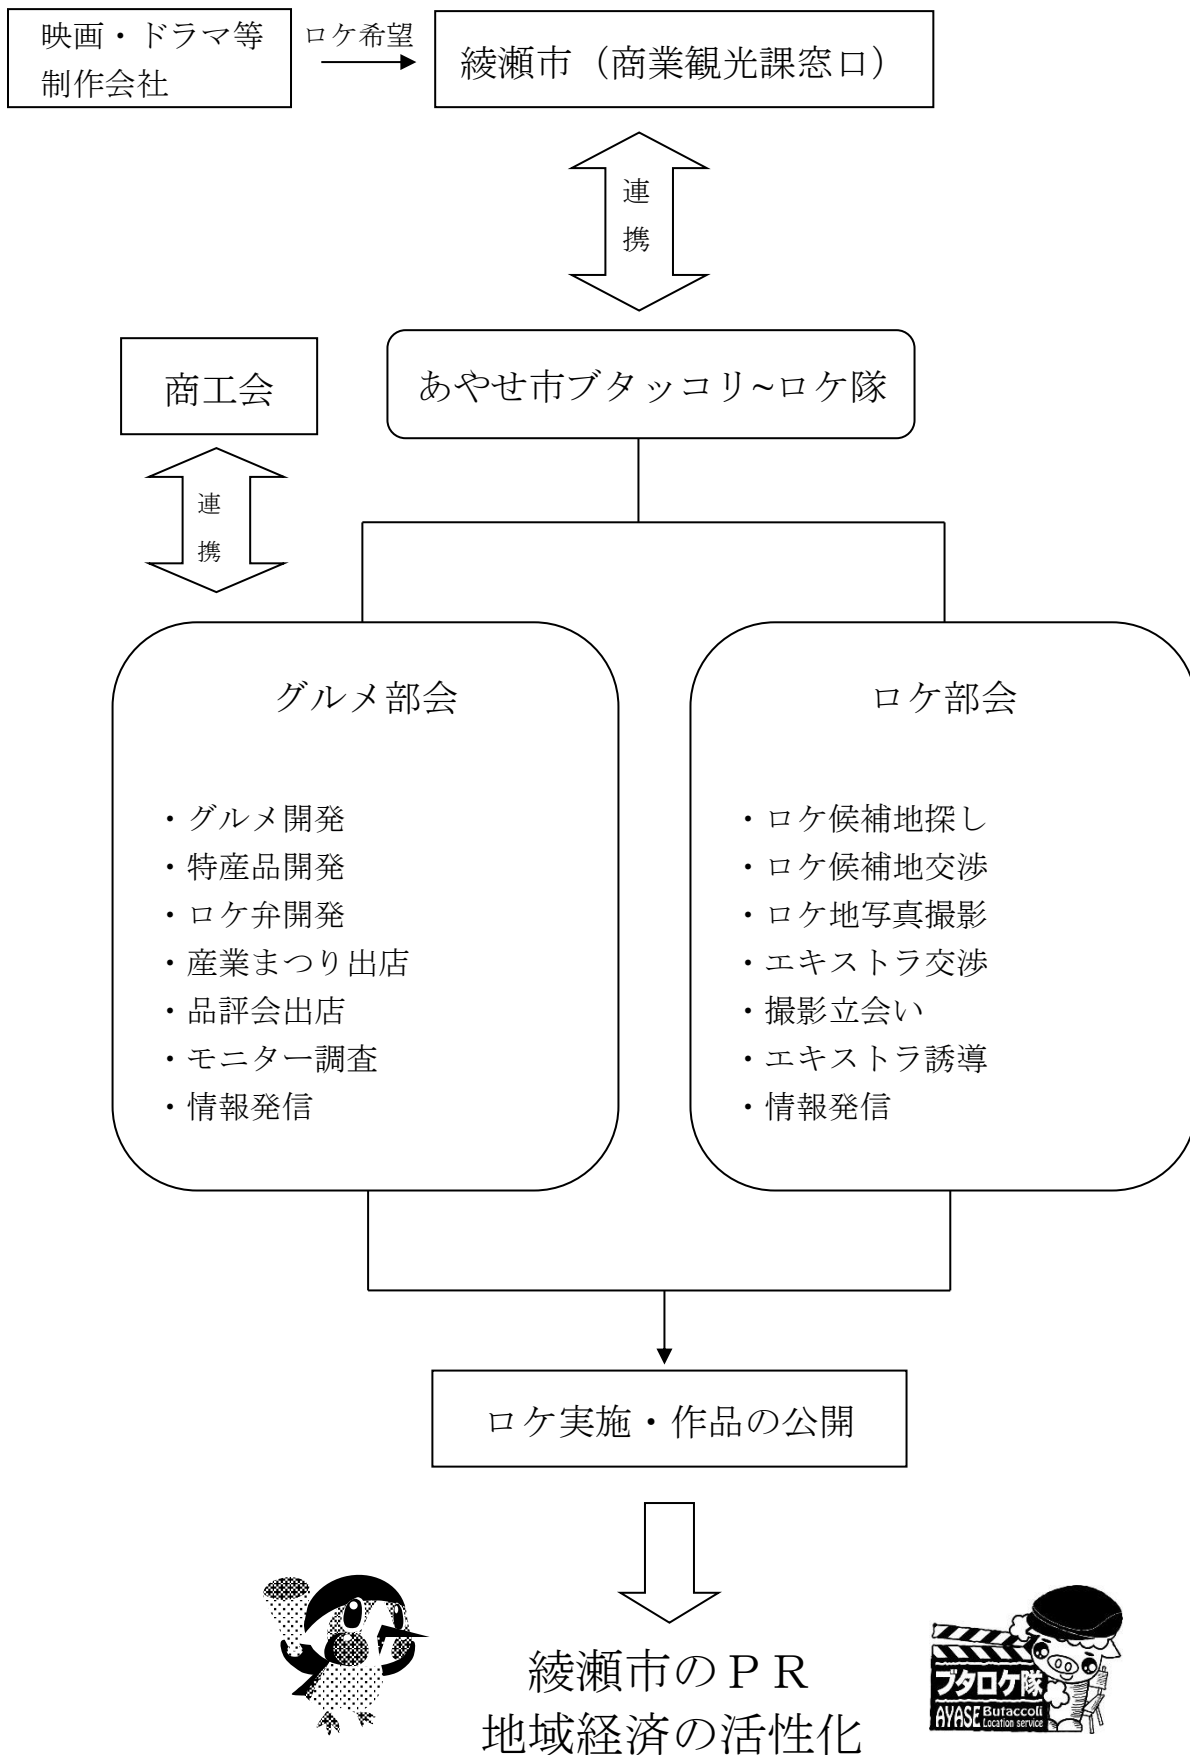 映画・ドラマ等
制作会社
ロケ希望
綾瀬市（商業観光課窓口）
連
携
商工会
あやせ市ブタッコリ~ロケ隊
連
携
グルメ部会
・グルメ開発
・特産品開発
・ロケ弁開発
・産業まつり出店
・品評会出店
・モニター調査
・情報発信
ロケ部会
・ロケ候補地探し
・ロケ候補地交渉
・ロケ地写真撮影
・エキストラ交渉
・撮影立会い
・エキストラ誘導
・情報発信
ロケ実施・作品の公開
綾瀬市のＰＲ
地域経済の活性化
ブタロケ隊
AYASE Butaccoli
Location service